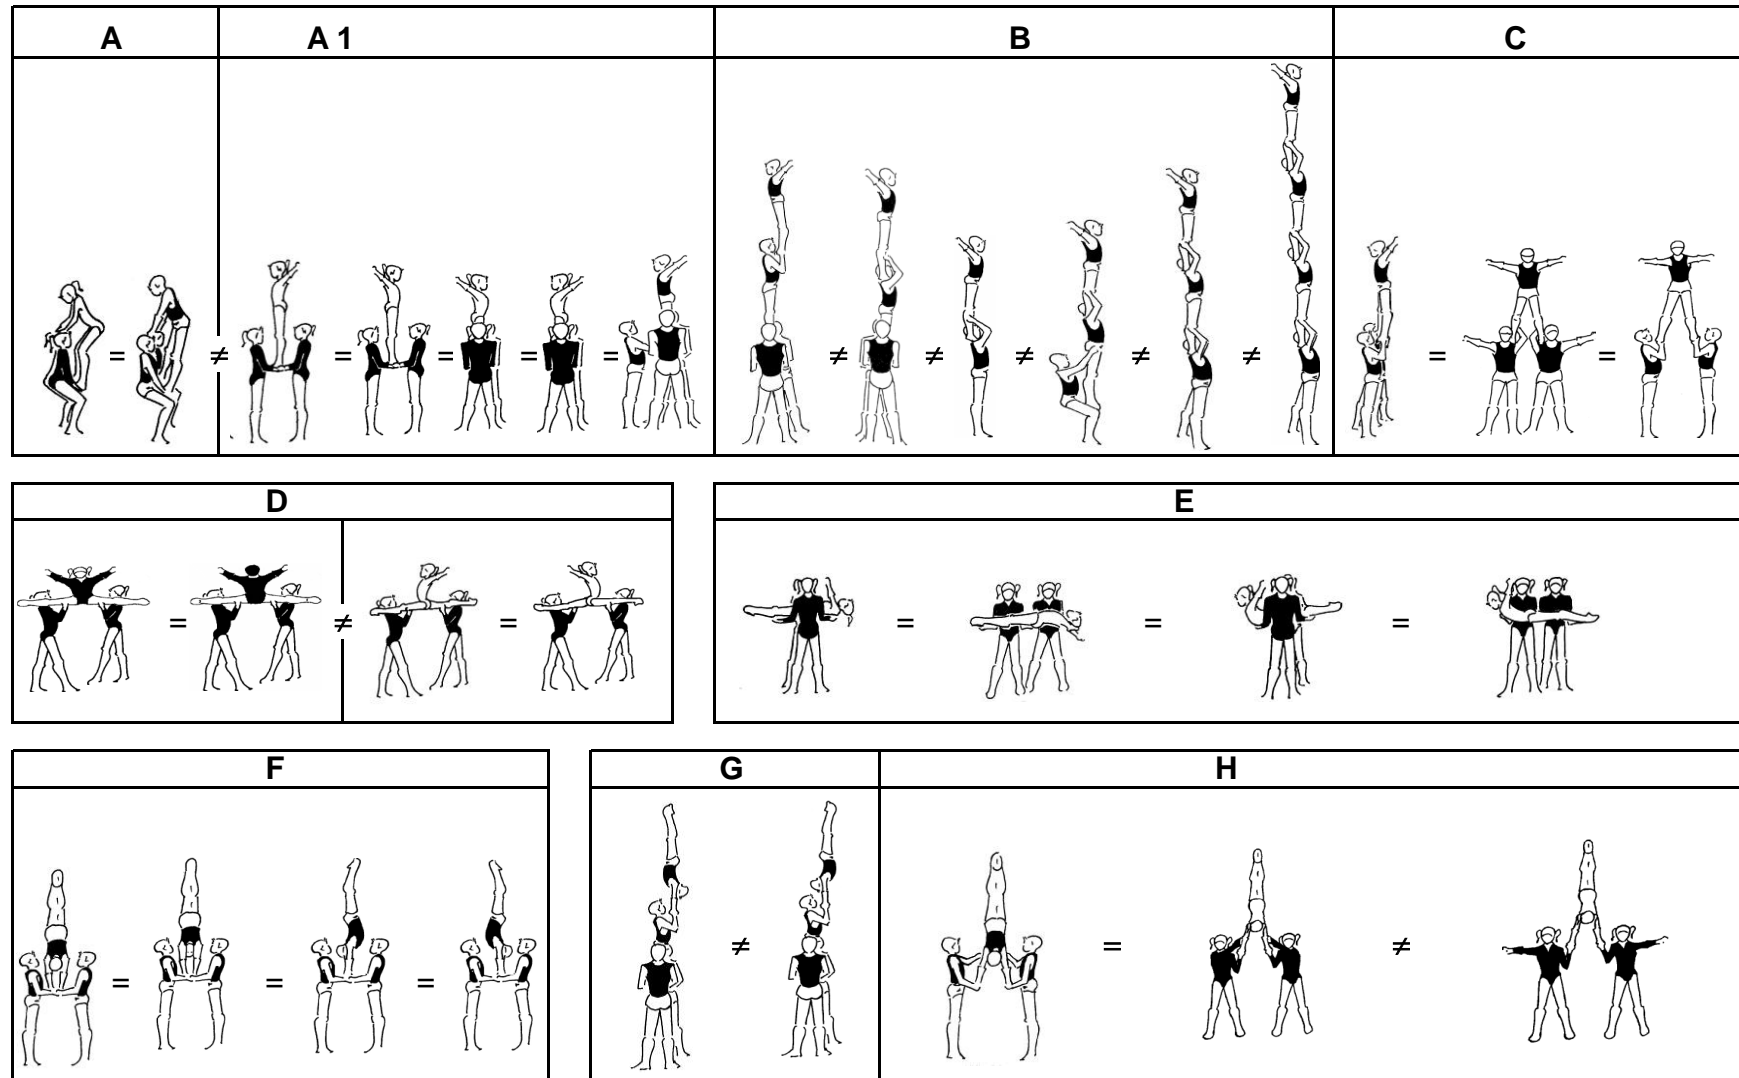 A A 1 B C
= ≠ = = = = ≠ ≠ ≠ ≠ ≠ = =
D E
= ≠ = = = =
F G H
= = = ≠ = ≠